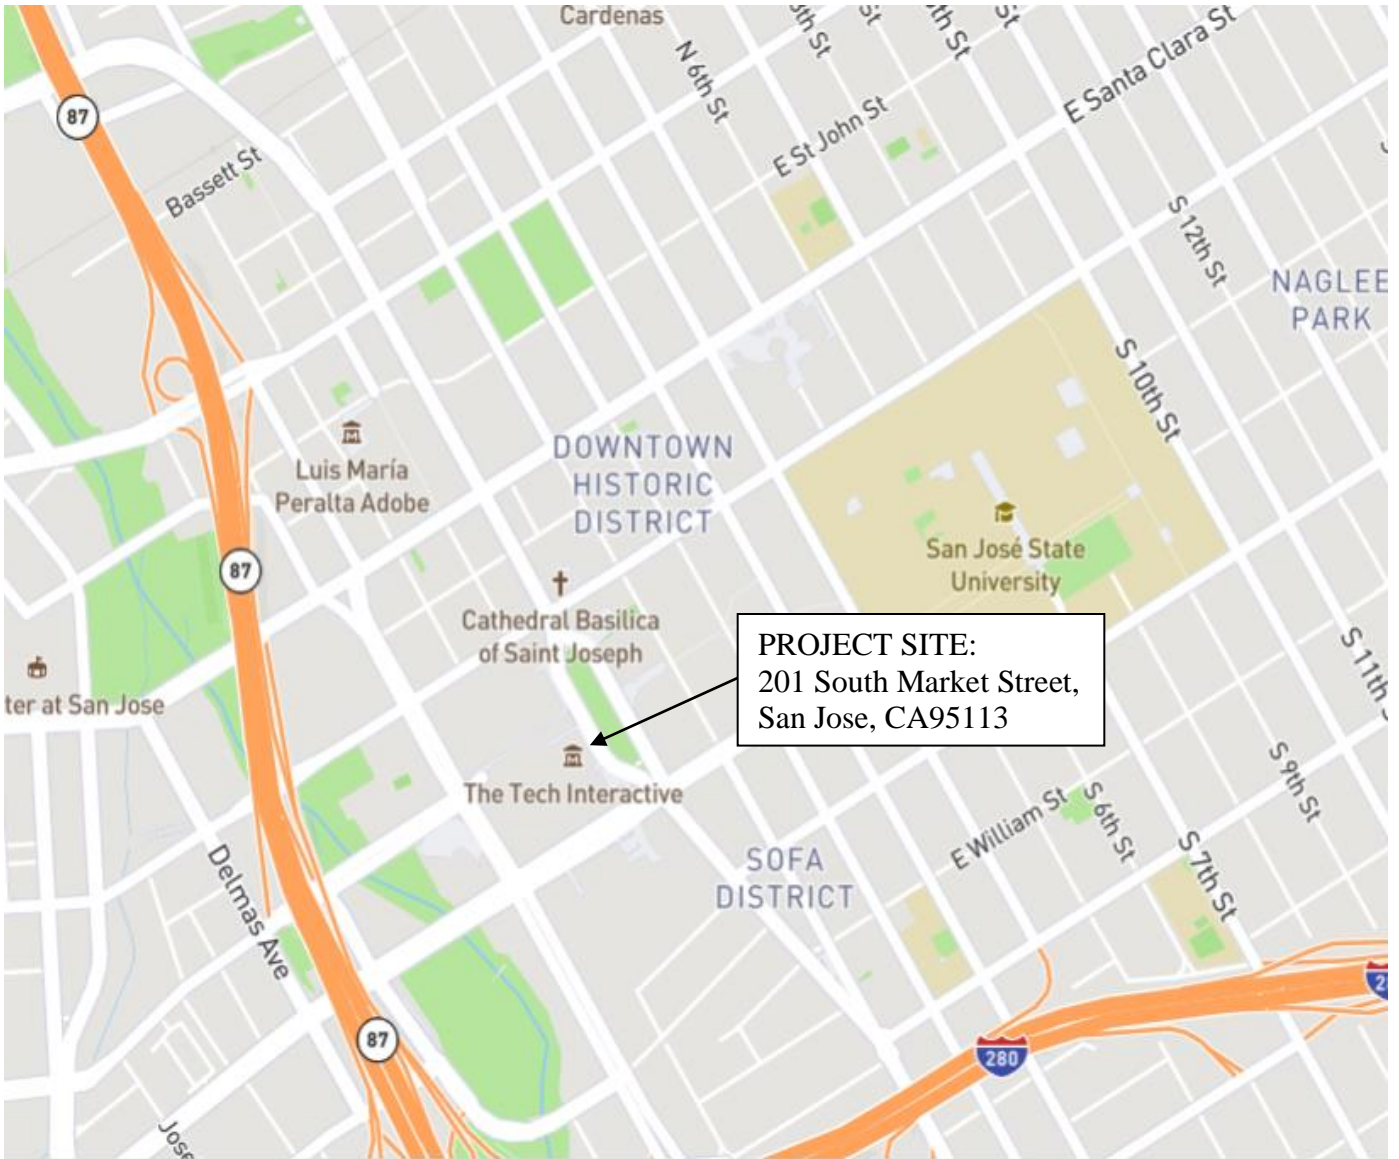 Cardenas
N 6th St
St
E Santa Clara St
87
E St John St
Bassett St
S 12th St
NAGLEE
PARK
S 10th St
Luis María
Peralta Adobe
DOWNTOWN
HISTORIC
DISTRICT
San José State
University
87
Cathedral Basilica
of Saint Joseph
PROJECT SITE:
201 South Market Street,
San Jose, CA95113
S 11th
ter at San Jose
The Tech Interactive
S 9th St
E William St
S 6th St
S 7th St
SOFA
DISTRICT
Delmas Ave
87
280
Jose